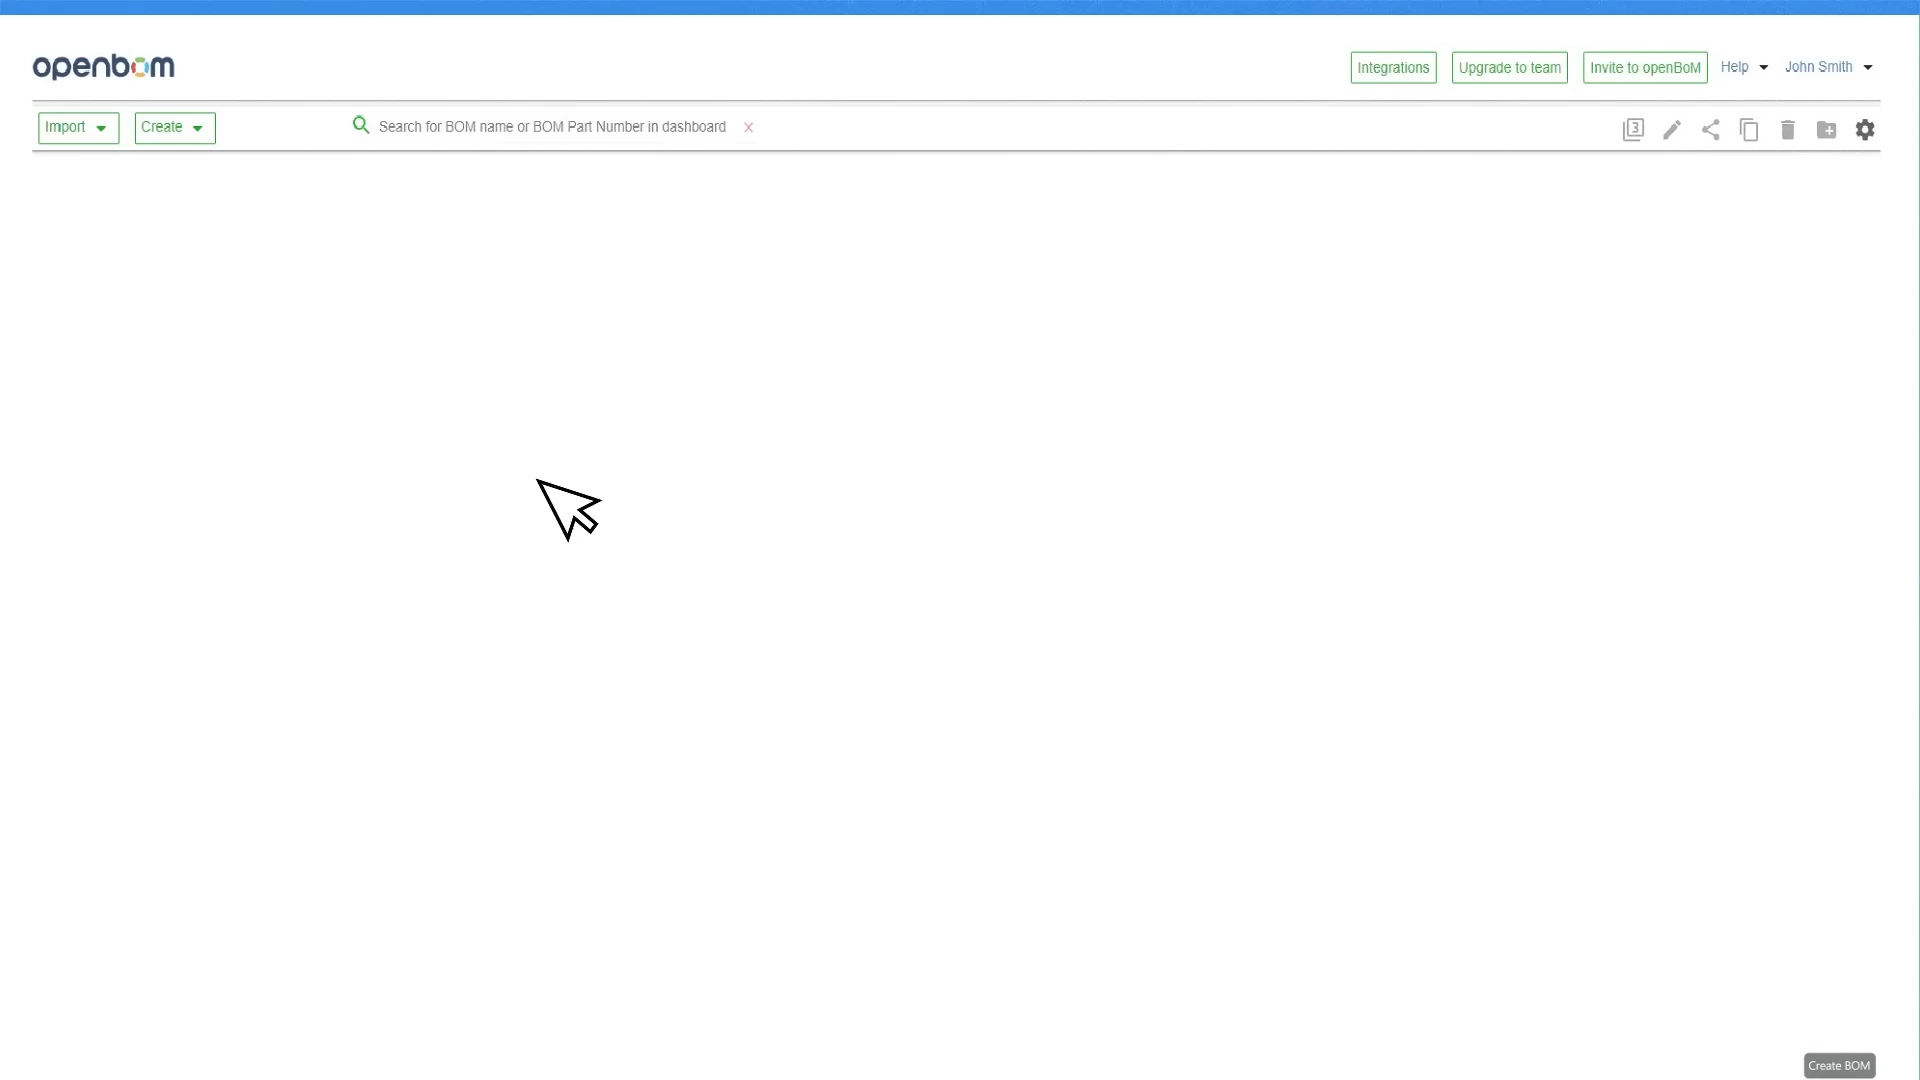 openbom
Integrations
Upgrade to team
Invite to openBoM
Help
John Smith
Import
Create
Search for BOM name or BOM Part Number in dashboard
x
3
Create BOM